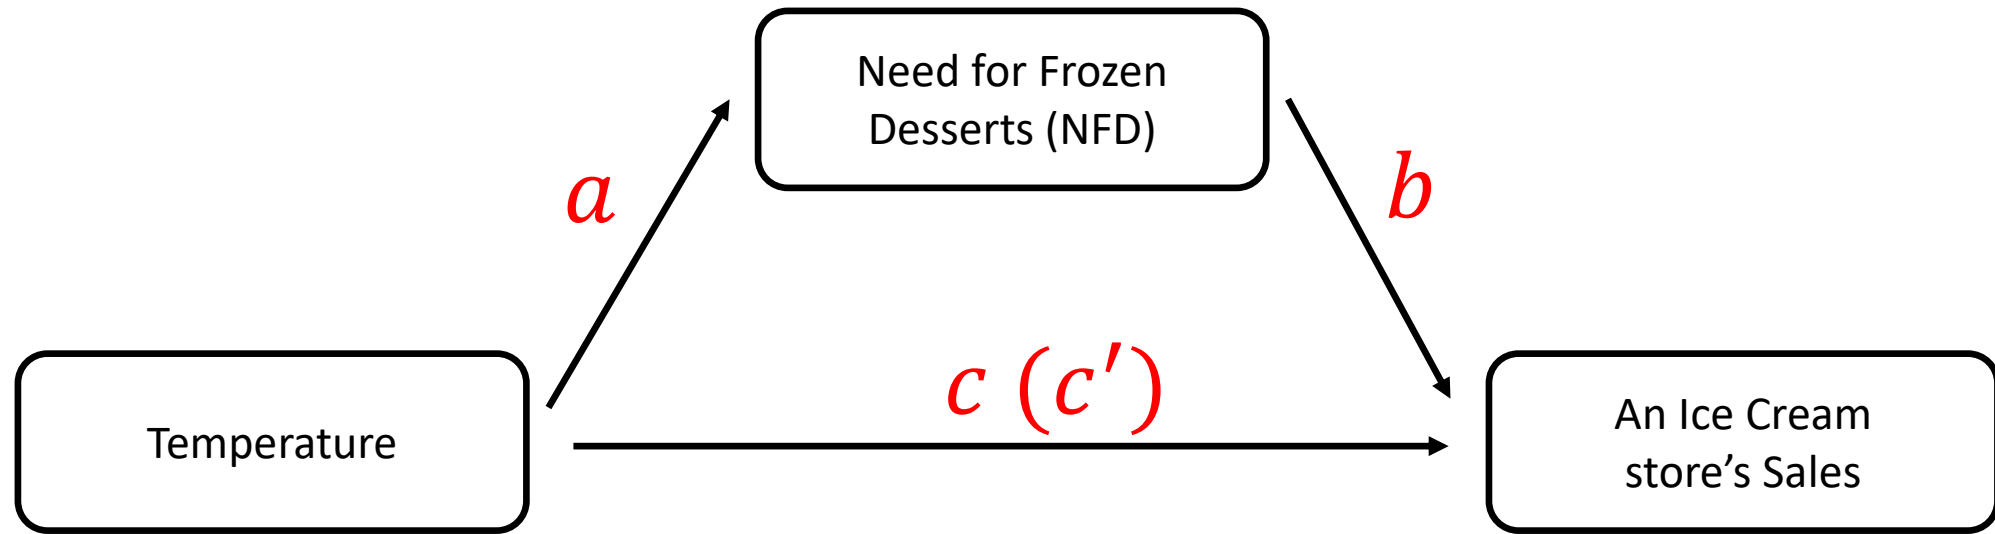 Need for Frozen
Desserts (NFD)
a
b
c (c′)
Temperature
An Ice Cream
store’s Sales